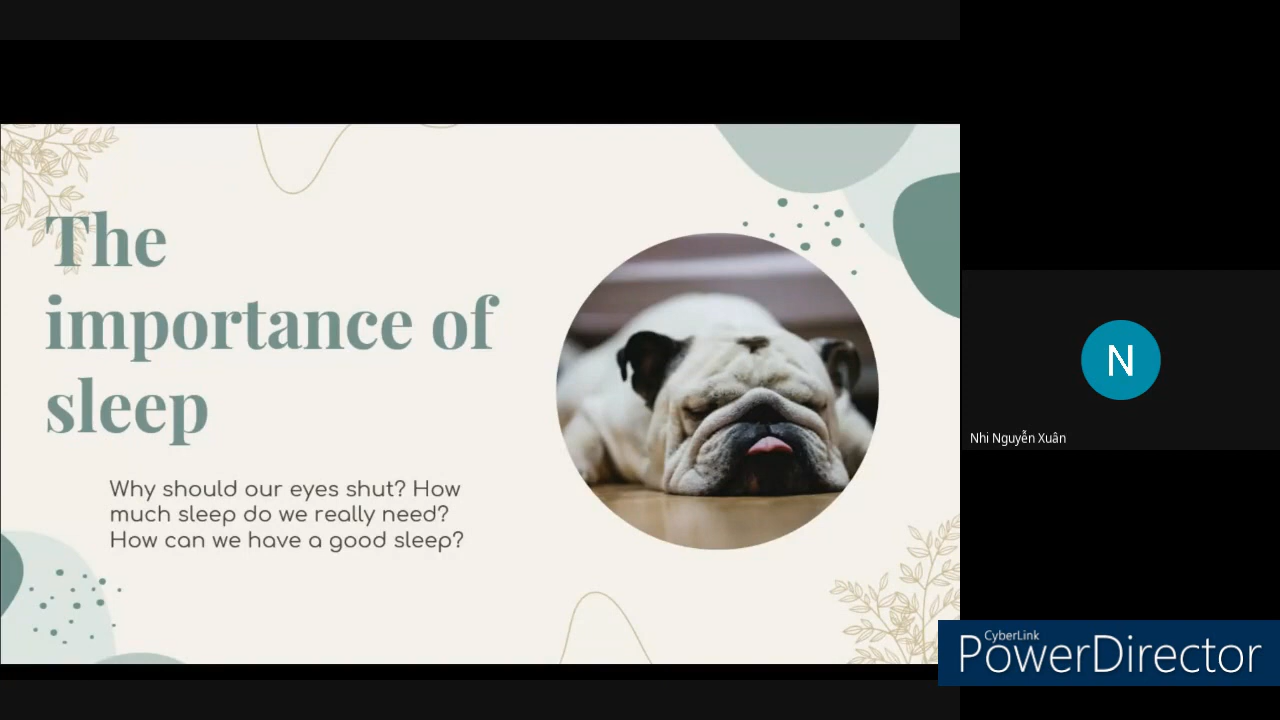 The
importance of
sleep
Why should our eyes shut? How
much sleep do we really need?
How can we have a good sleep?
N
Nhi Nguyễn Xuân
CyberLink
PowerDirector